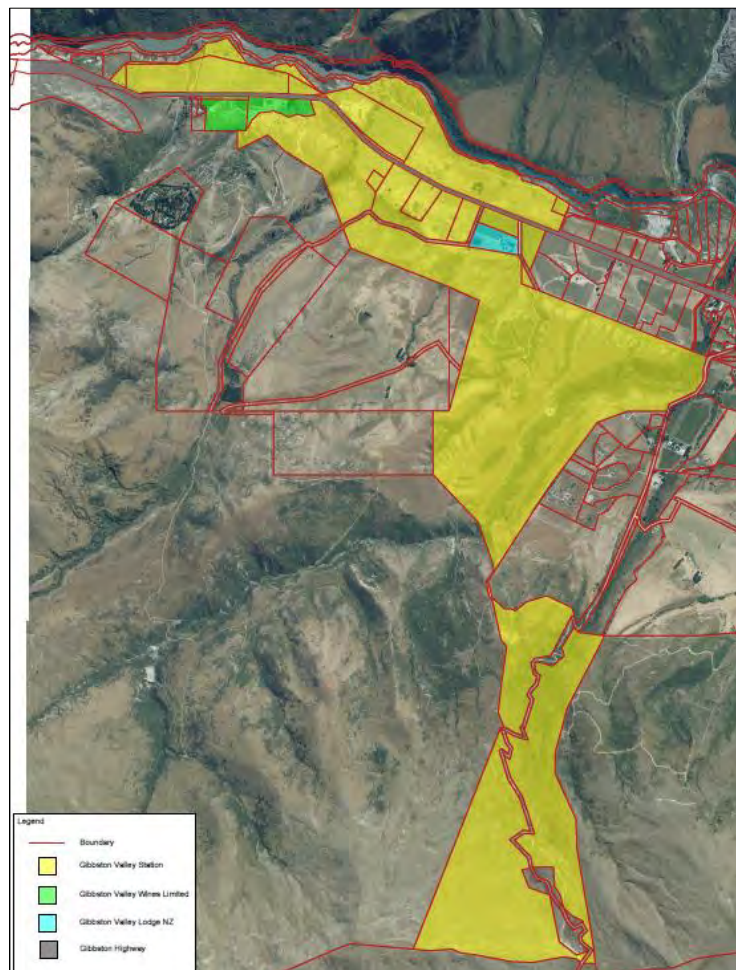 Legend
Boundary
Gibbston Valley Station
Gibbston Valley Wines Limited
Gibbston Valley Lodge NZ
Gibbston Highway